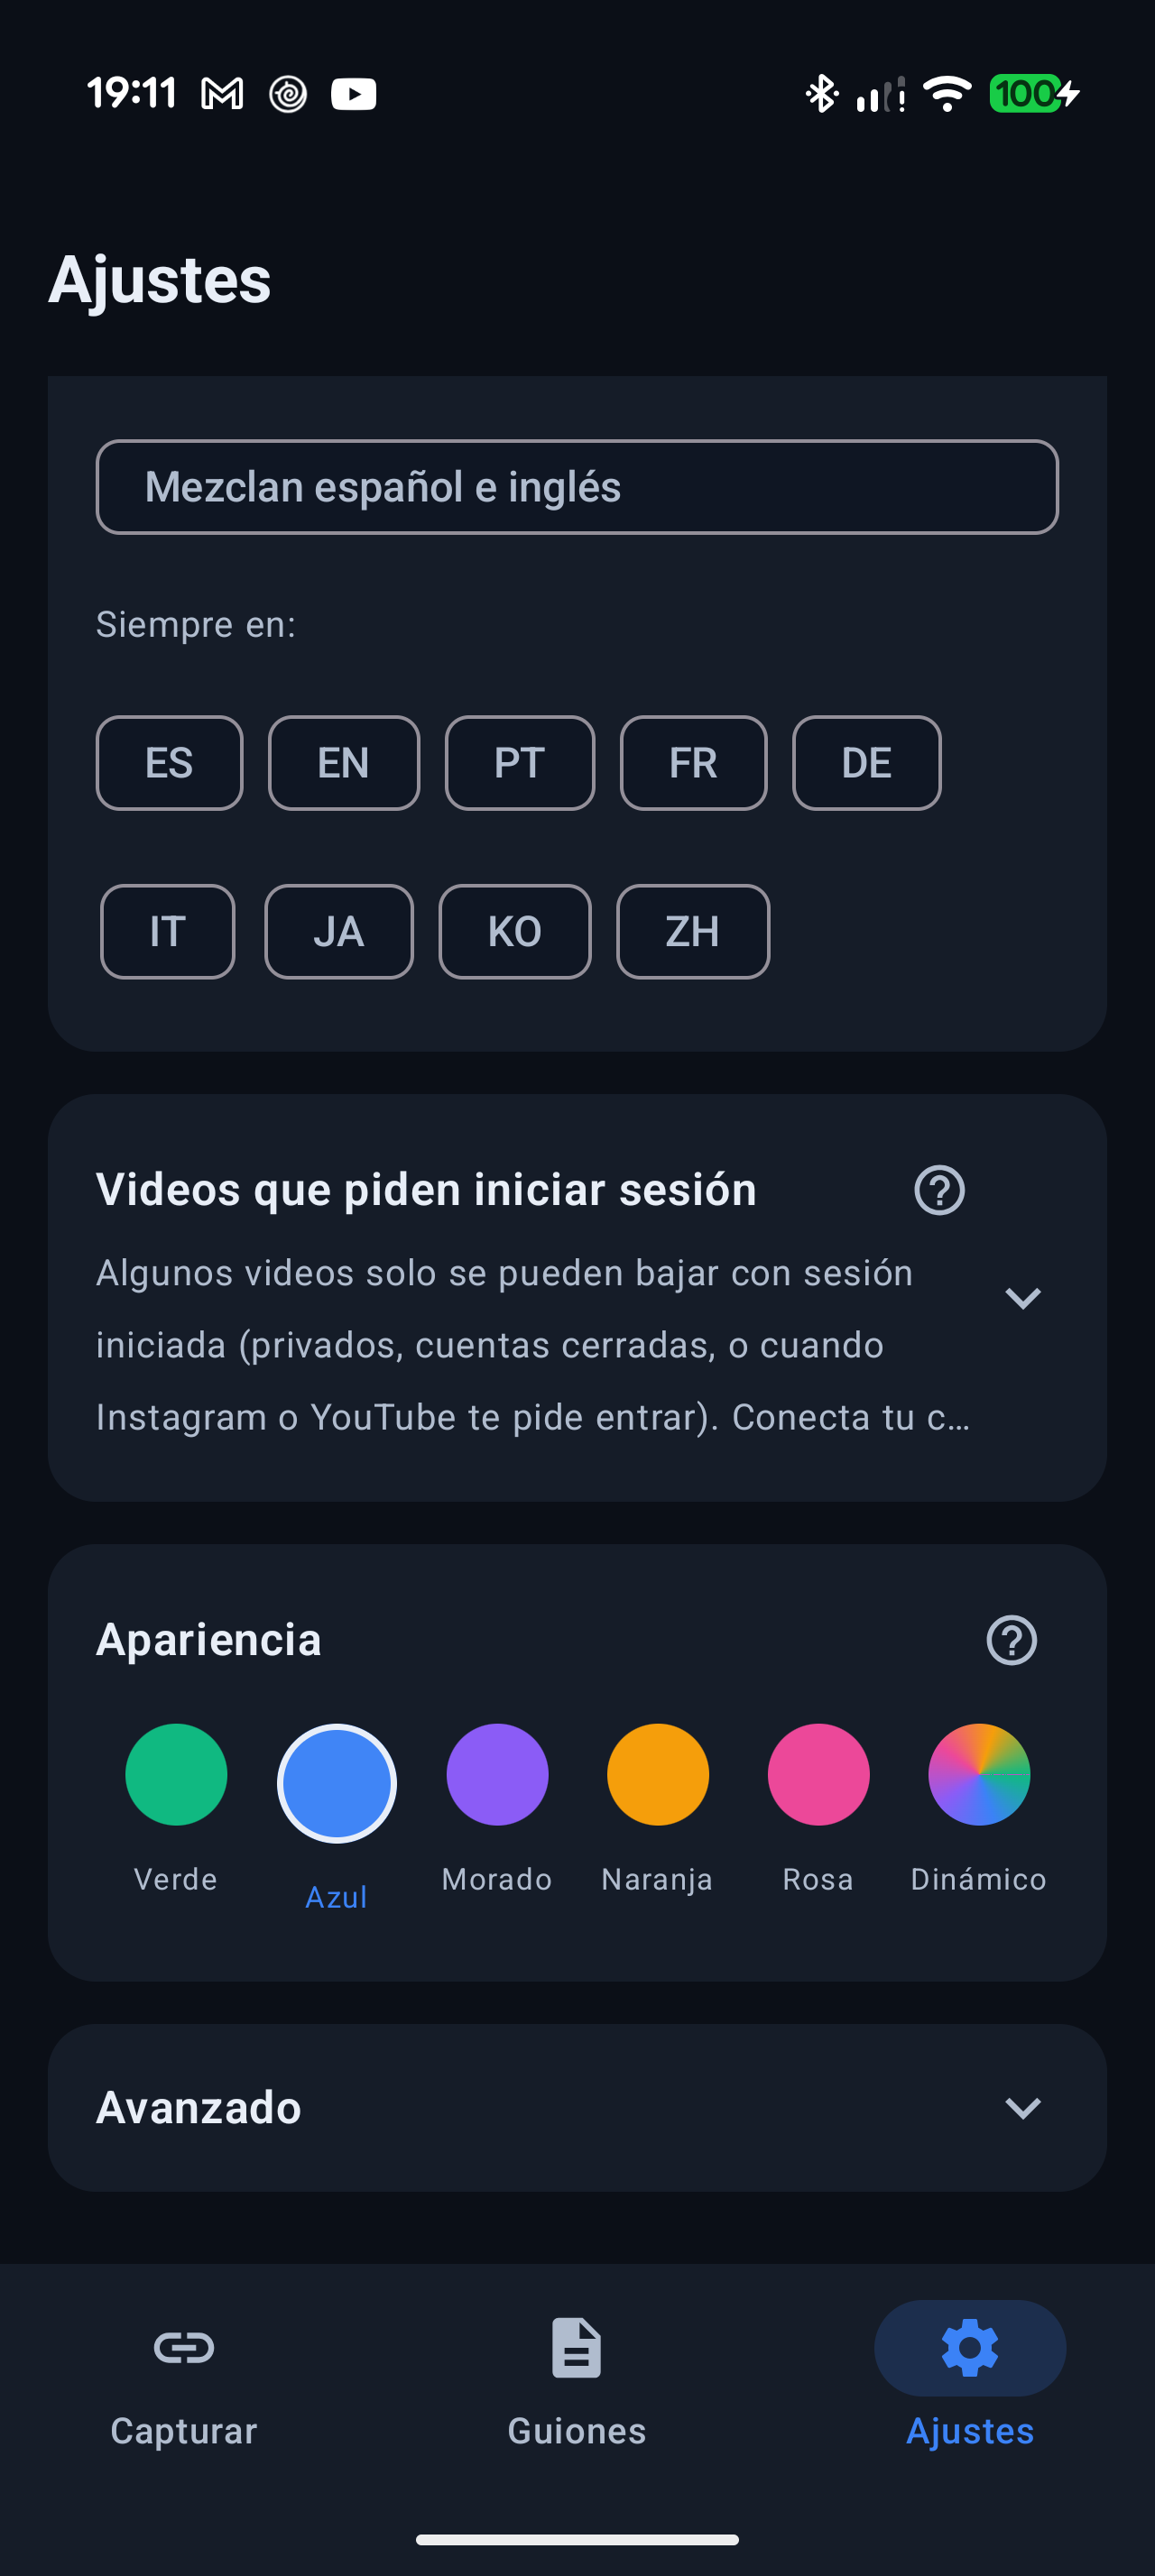 19:11
100
Ajustes
Mezclan español e inglés
Siempre en:
ES EN PT FR DE
IT JA KO ZH
Videos que piden iniciar sesión
Algunos videos solo se pueden bajar con sesión
iniciada (privados, cuentas cerradas, o cuando
Instagram o YouTube te pide entrar). Conecta tu c…
Apariencia
Verde Azul Morado Naranja Rosa Dinámico
Avanzado
Capturar Guiones Ajustes